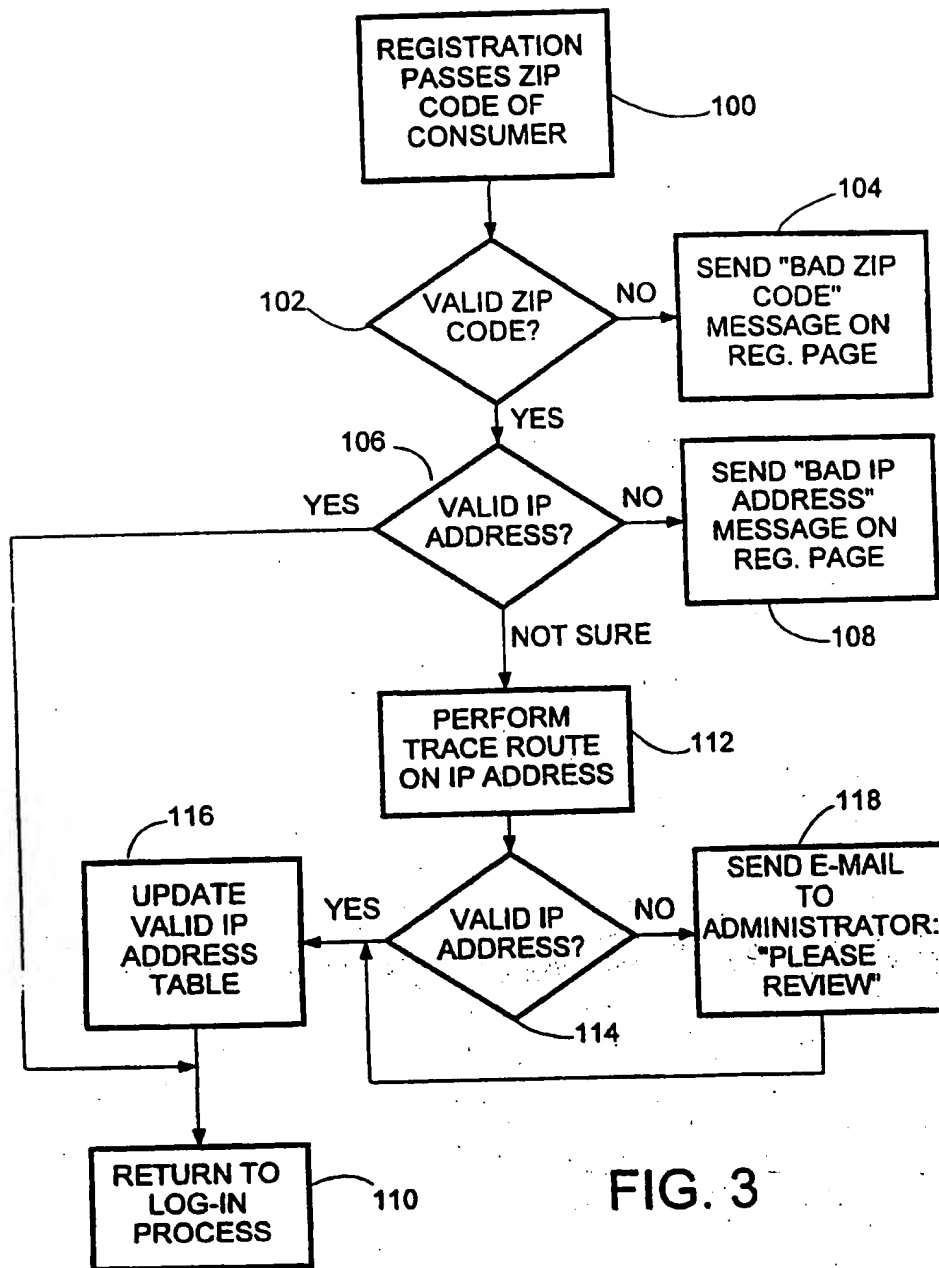 REGISTRATION
PASSES ZIP
CODE OF
CONSUMER
100
104
SEND "BAD ZIP
CODE"
MESSAGE ON
REG. PAGE
102
VALID ZIP
CODE?
NO
YES
106
YES
VALID IP
ADDRESS?
NO
SEND "BAD IP
ADDRESS"
MESSAGE ON
REG. PAGE
108
NOT SURE
PERFORM
TRACE ROUTE
ON IP ADDRESS
112
116
118
UPDATE
VALID IP
ADDRESS
TABLE
YES
VALID IP
ADDRESS?
NO
SEND E-MAIL
TO
ADMINISTRATOR:
"PLEASE
REVIEW"
114
RETURN TO
LOG-IN
PROCESS
110
FIG. 3